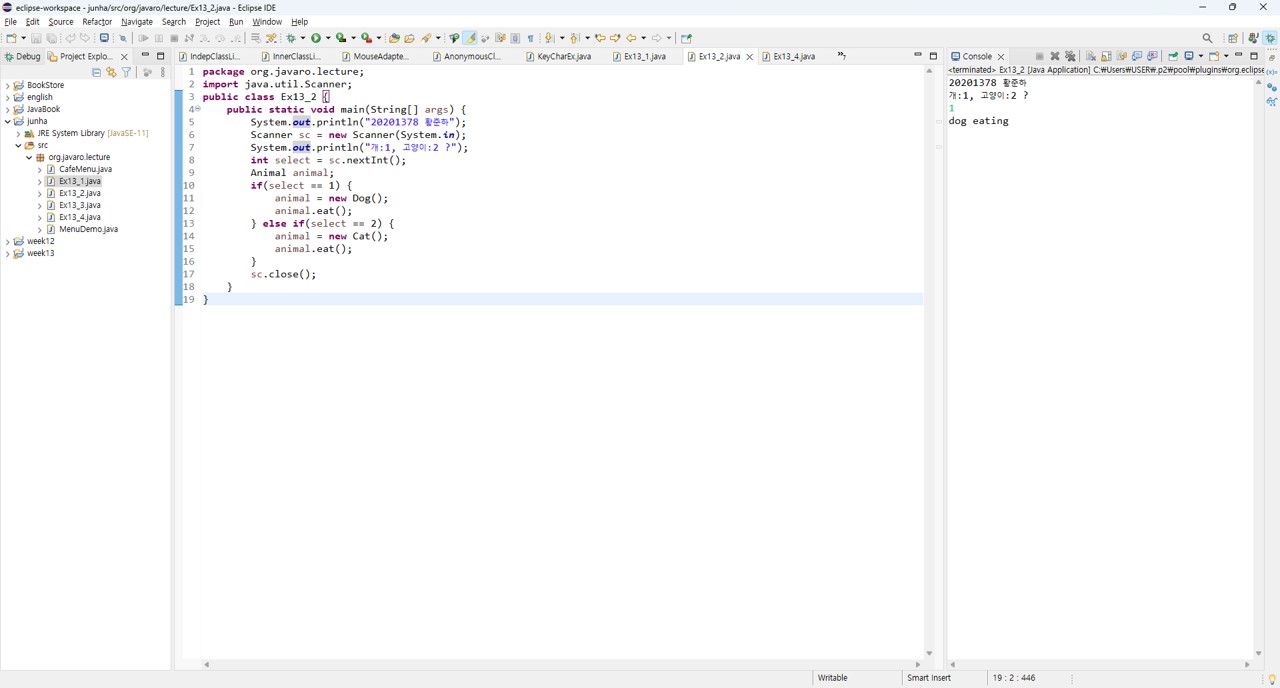 eclipse-workspace - junha/src/org/javaro/lecture/Ex13_2.java - Eclipse IDE
File Edit Source Refactor Navigate Search Project Run Window Help
Debug Project Explo...
BookStore
english
JavaBook
junha
JRE System Library [JavaSE-11]
src
org.javaro.lecture
CafeMenu.java
Ex13_1.java
Ex13_2.java
Ex13_3.java
Ex13_4.java
MenuDemo.java
week12
week13
IndepClassLi... InnerClassLi... MouseAdapte... AnonymousCl... KeyCharEx.java Ex13_1.java Ex13_2.java Ex13_4.java
1 package org.javaro.lecture;
2 import java.util.Scanner;
3 public class Ex13_2 {
4 public static void main(String[] args) {
5 System.out.println("20201378 황준하");
6 Scanner sc = new Scanner(System.in);
7 System.out.println("개:1, 고양이:2 ?");
8 int select = sc.nextInt();
9 Animal animal;
10 if(select == 1) {
11 animal = new Dog();
12 animal.eat();
13 } else if(select == 2) {
14 animal = new Cat();
15 animal.eat();
16 }
17 sc.close();
18 }
19 }
Console
<terminated> Ex13_2 [Java Application] C:₩Users₩USER₩.p2₩pool₩plugins₩org.eclipse
20201378 황준하
개:1, 고양이:2 ?
1
dog eating
Writable Smart Insert 19 : 2 : 446